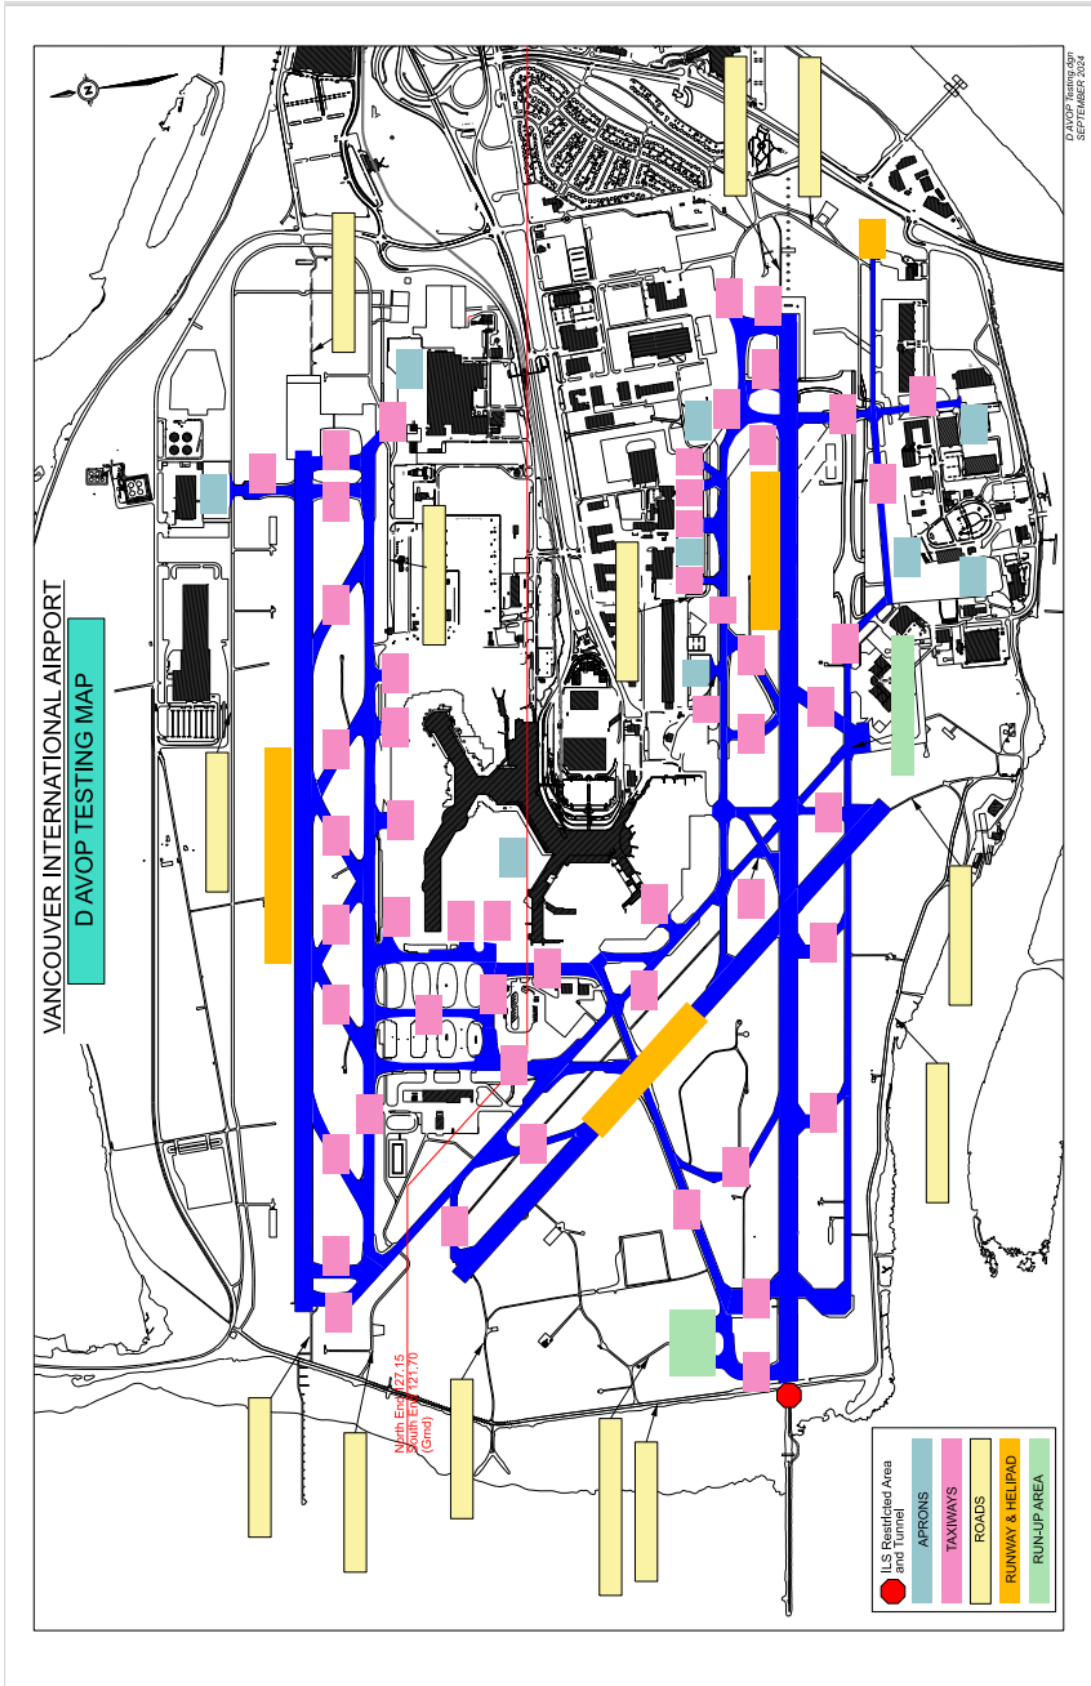 VANCOUVER INTERNATIONAL AIRPORT
D AVOP TESTING MAP
N
D AVOP Testing.dgn
SEPTEMBER 2024
North End 127.15
South End 121.70
(Grnd)
ILS Restricted Area
and Tunnel
APRONS
TAXIWAYS
ROADS
RUNWAY & HELIPAD
RUN-UP AREA